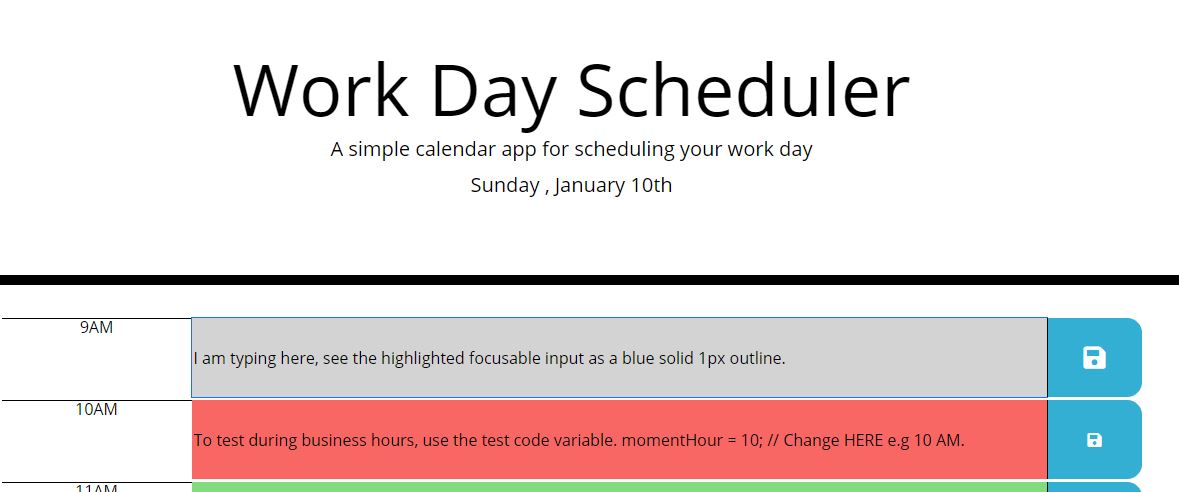 Work Day Scheduler
A simple calendar app for scheduling your work day
Sunday , January 10th
9AM
I am typing here, see the highlighted focusable input as a blue solid 1px outline.
10AM
To test during business hours, use the test code variable. momentHour = 10; // Change HERE e.g 10 AM.
11AM